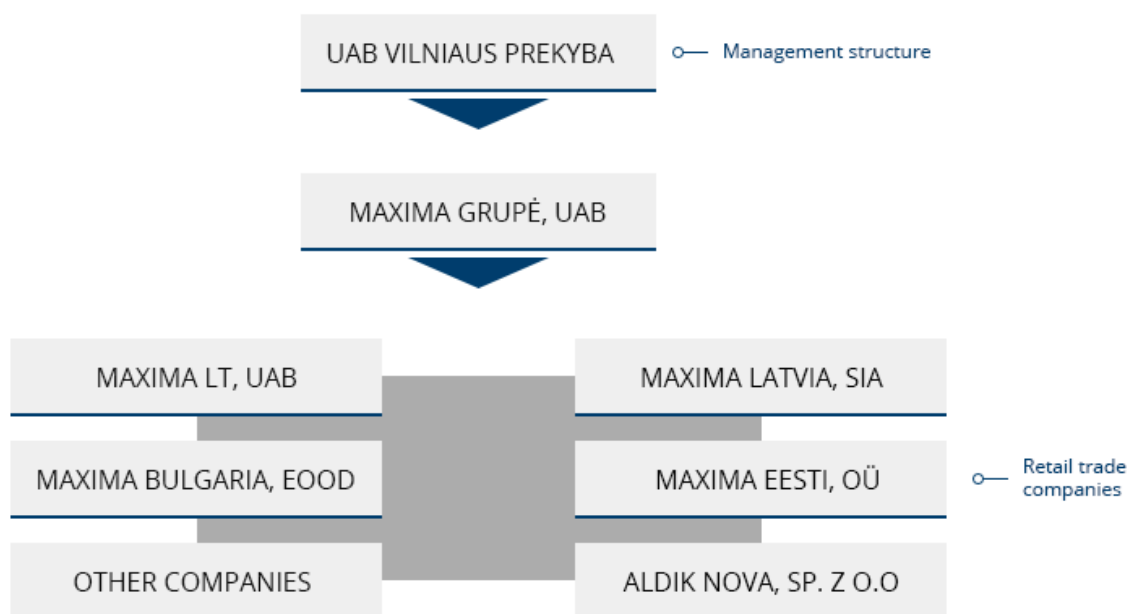 UAB VILNIAUS PREKYBA
Management structure
MAXIMA GRUPĖ, UAB
MAXIMA LT, UAB
MAXIMA LATVIA, SIA
MAXIMA BULGARIA, EOOD
MAXIMA EESTI, OÜ
Retail trade
companies
OTHER COMPANIES
ALDIK NOVA, SP. Z O.O